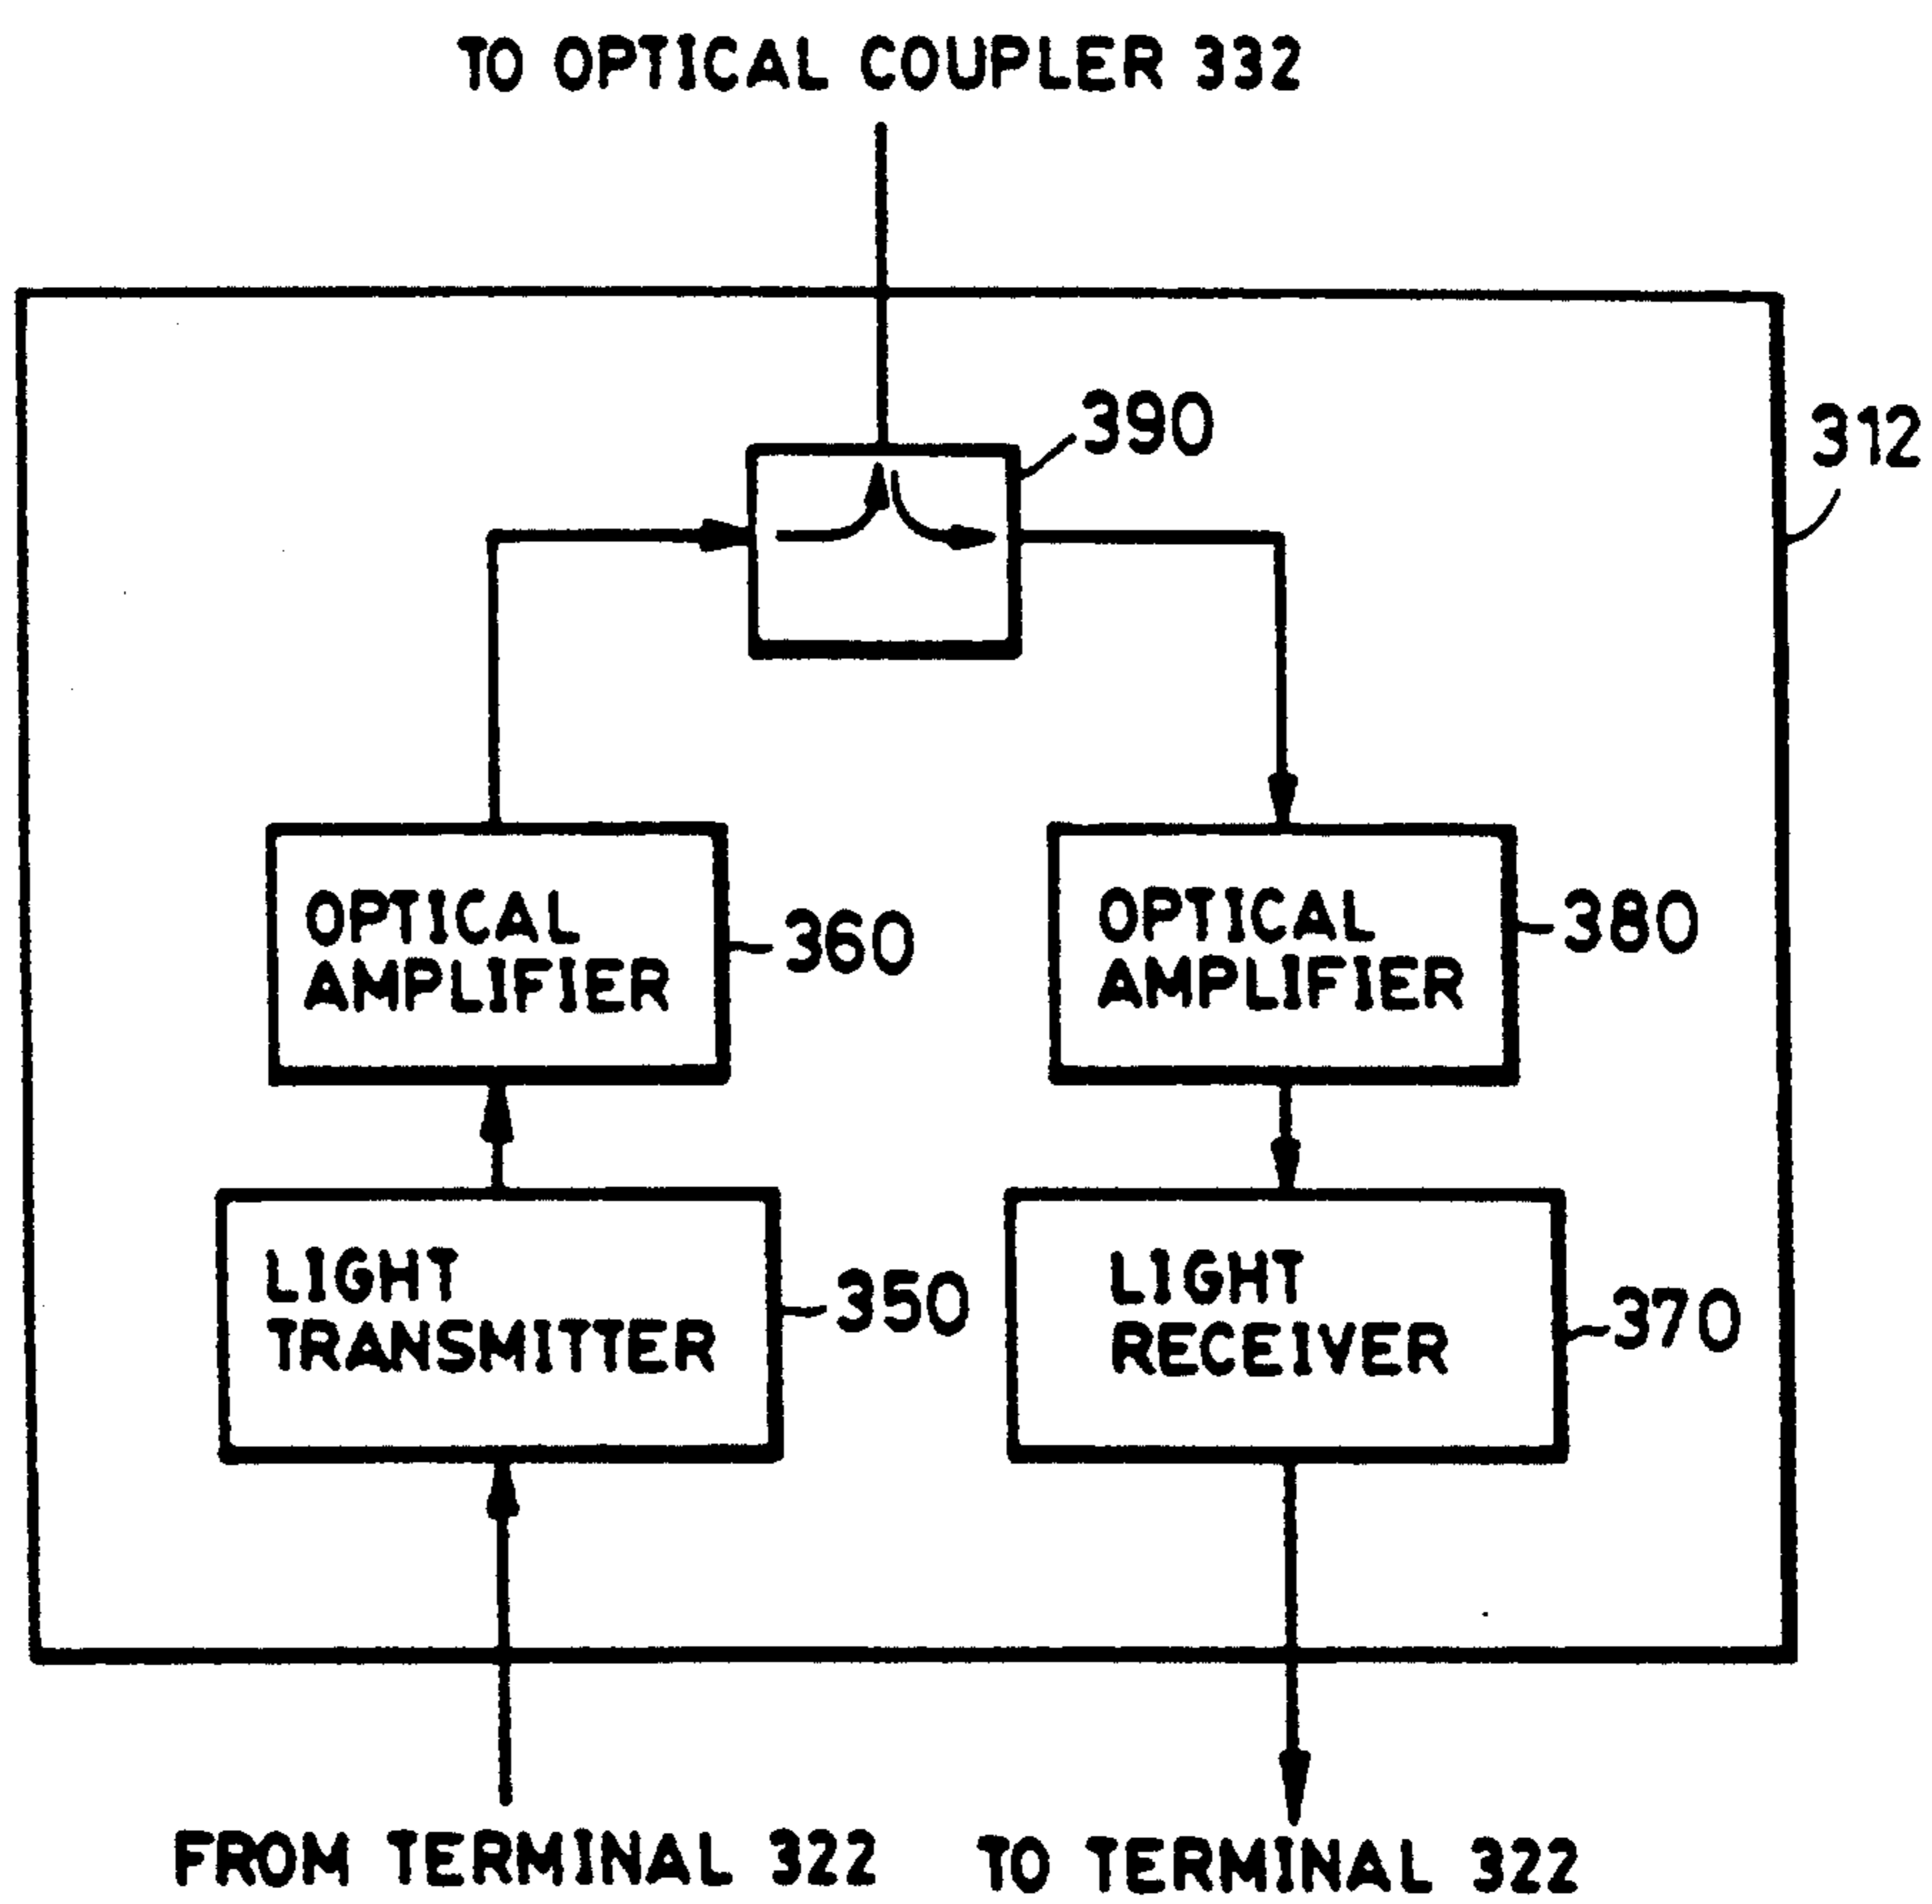 TO OPTICAL COUPLER 332
390
312
OPTICAL
AMPLIFIER
360
OPTICAL
AMPLIFIER
380
LIGHT
TRANSMITTER
350
LIGHT
RECEIVER
370
FROM TERMINAL 322
TO TERMINAL 322